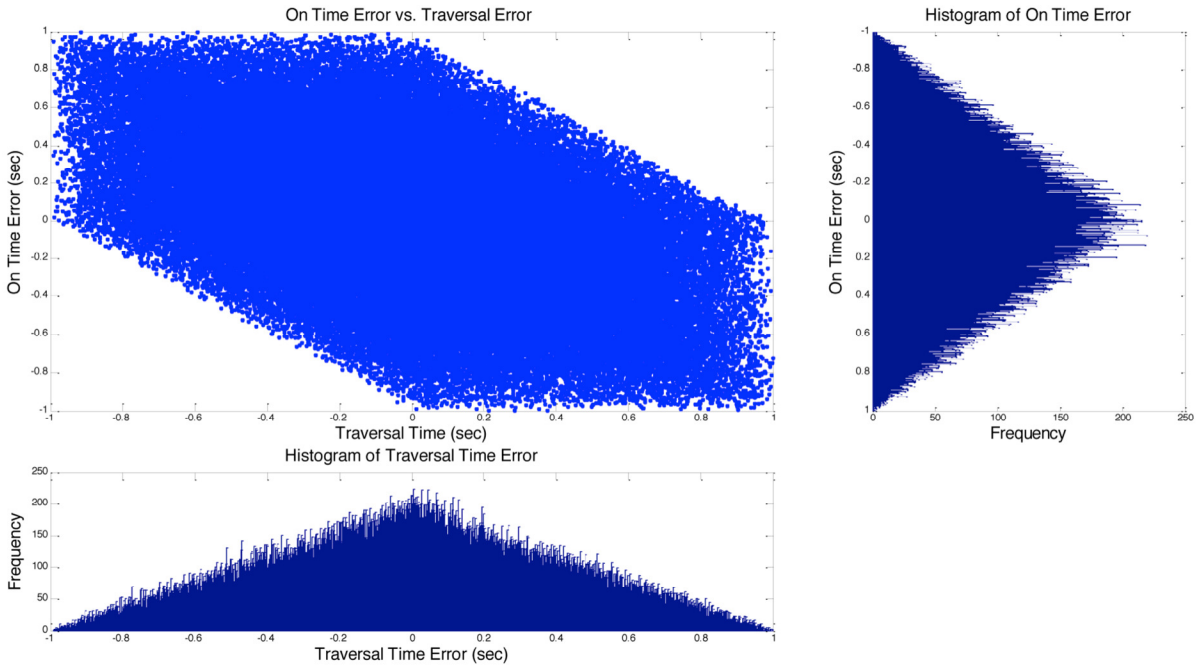 On Time Error vs. Traversal Error
1
0.8
0.6
0.4
0.2
0
-0.2
-0.4
-0.6
-0.8
-1
On Time Error (sec)
-1 -0.8 -0.6 -0.4 -0.2 0 0.2 0.4 0.6 0.8 1
Traversal Time (sec)
Histogram of On Time Error
-1
-0.8
-0.6
-0.4
-0.2
0
0.2
0.4
0.6
0.8
1
On Time Error (sec)
0 50 100 150 200 250
Frequency
Histogram of Traversal Time Error
250
200
150
100
50
0
Frequency
-1 -0.8 -0.6 -0.4 -0.2 0 0.2 0.4 0.6 0.8 1
Traversal Time Error (sec)